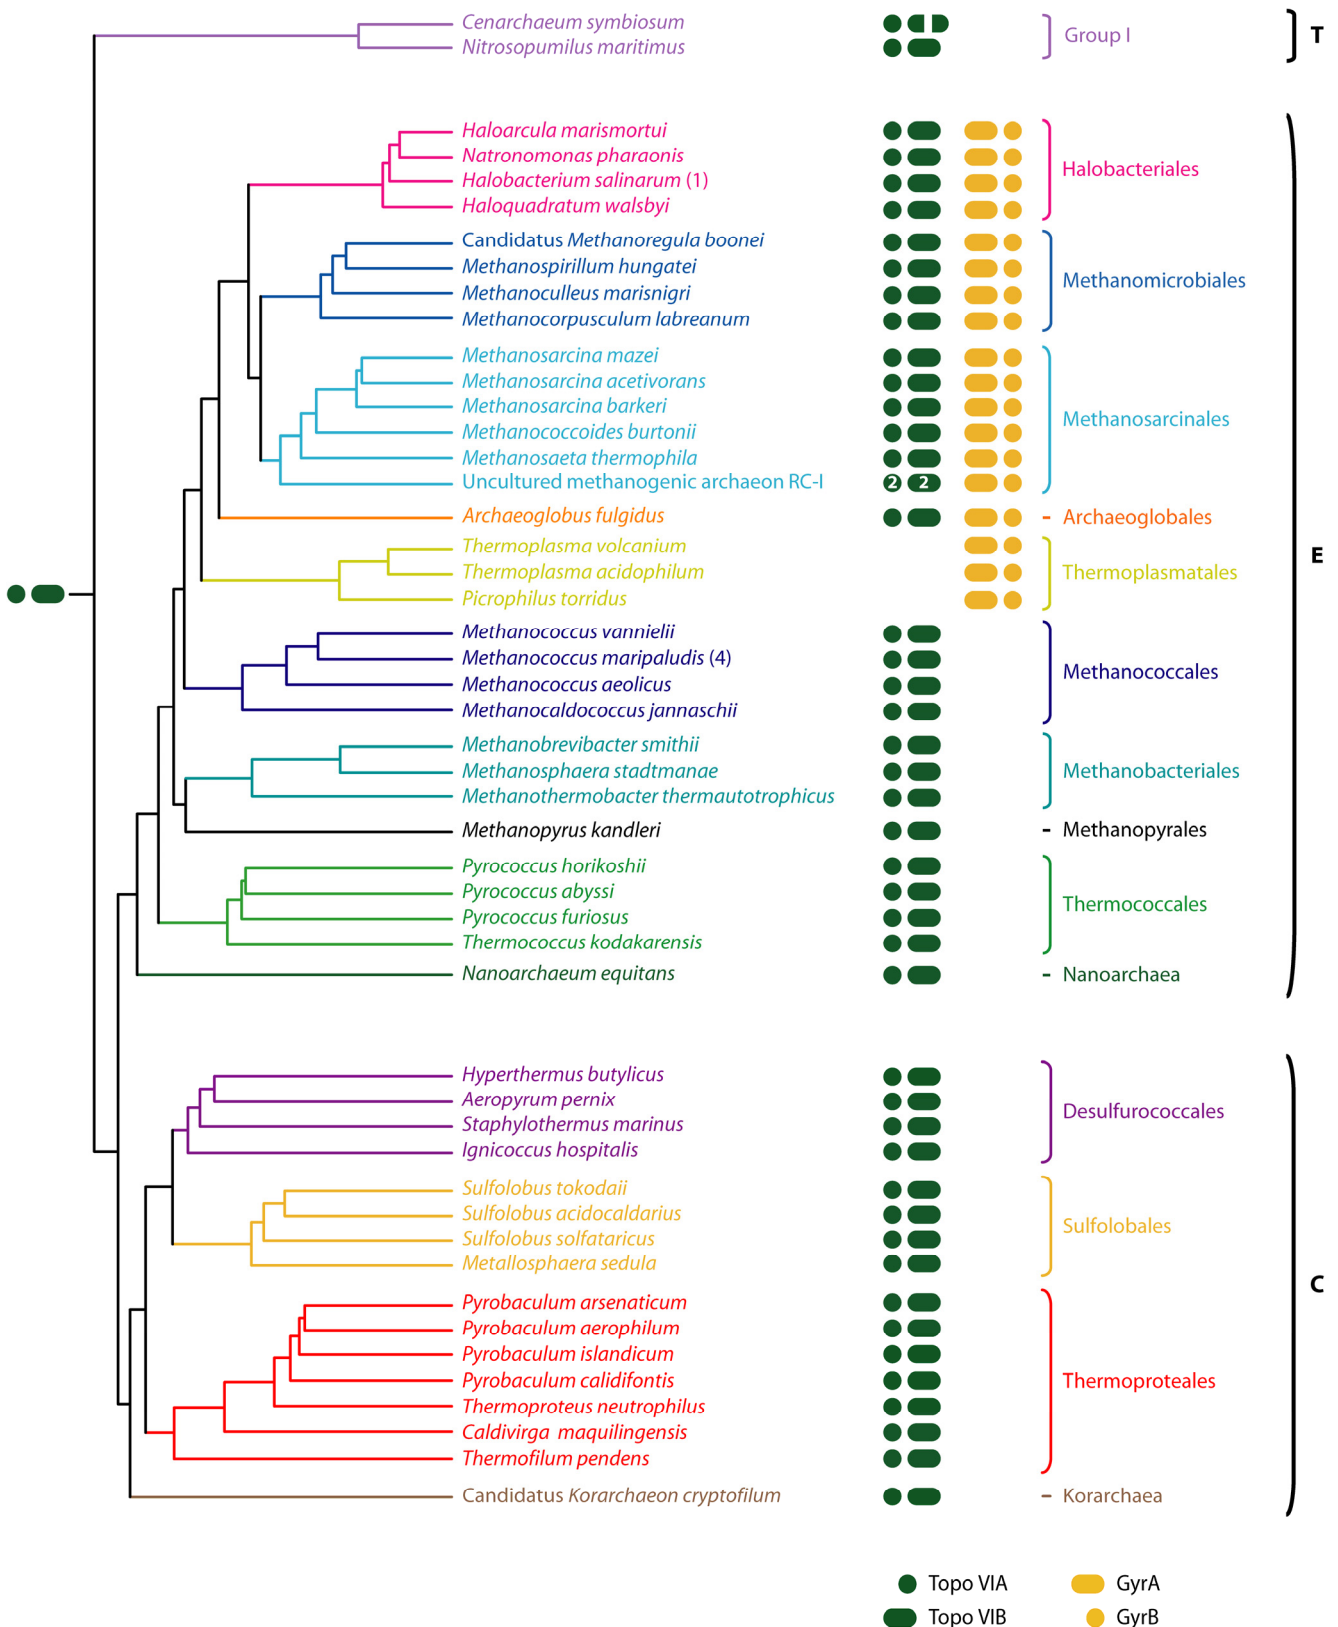 Cenarchaeum symbiosum
Nitrosopumilus maritimus
Group I
T
Haloarcula marismortui
Natronomonas pharaonis
Halobacterium salinarum (1)
Haloquadratum walsbyi
Halobacteriales
Candidatus Methanoregula boonei
Methanospirillum hungatei
Methanoculleus marisnigri
Methanocorpusculum labreanum
Methanomicrobiales
Methanosarcina mazei
Methanosarcina acetivorans
Methanosarcina barkeri
Methanococcoides burtonii
Methanosaeta thermophila
Uncultured methanogenic archaeon RC-I
2 2
Methanosarcinales
Archaeoglobus fulgidus
Archaeoglobales
Thermoplasma volcanium
Thermoplasma acidophilum
Picrophilus torridus
Thermoplasmatales
E
Methanococcus vannielii
Methanococcus maripaludis (4)
Methanococcus aeolicus
Methanocaldococcus jannaschii
Methanococcales
Methanobrevibacter smithii
Methanosphaera stadtmanae
Methanothermobacter thermautotrophicus
Methanobacteriales
Methanopyrus kandleri
Methanopyrales
Pyrococcus horikoshii
Pyrococcus abyssi
Pyrococcus furiosus
Thermococcus kodakarensis
Thermococcales
Nanoarchaeum equitans
Nanoarchaea
Hyperthermus butylicus
Aeropyrum pernix
Staphylothermus marinus
Ignicoccus hospitalis
Desulfurococcales
Sulfolobus tokodaii
Sulfolobus acidocaldarius
Sulfolobus solfataricus
Metallosphaera sedula
Sulfolobales
C
Pyrobaculum arsenaticum
Pyrobaculum aerophilum
Pyrobaculum islandicum
Pyrobaculum calidifontis
Thermoproteus neutrophilus
Caldivirga maquilingensis
Thermofilum pendens
Thermoproteales
Candidatus Korarchaeon cryptofilum
Korarchaea
Topo VIA
GyrA
Topo VIB
GyrB